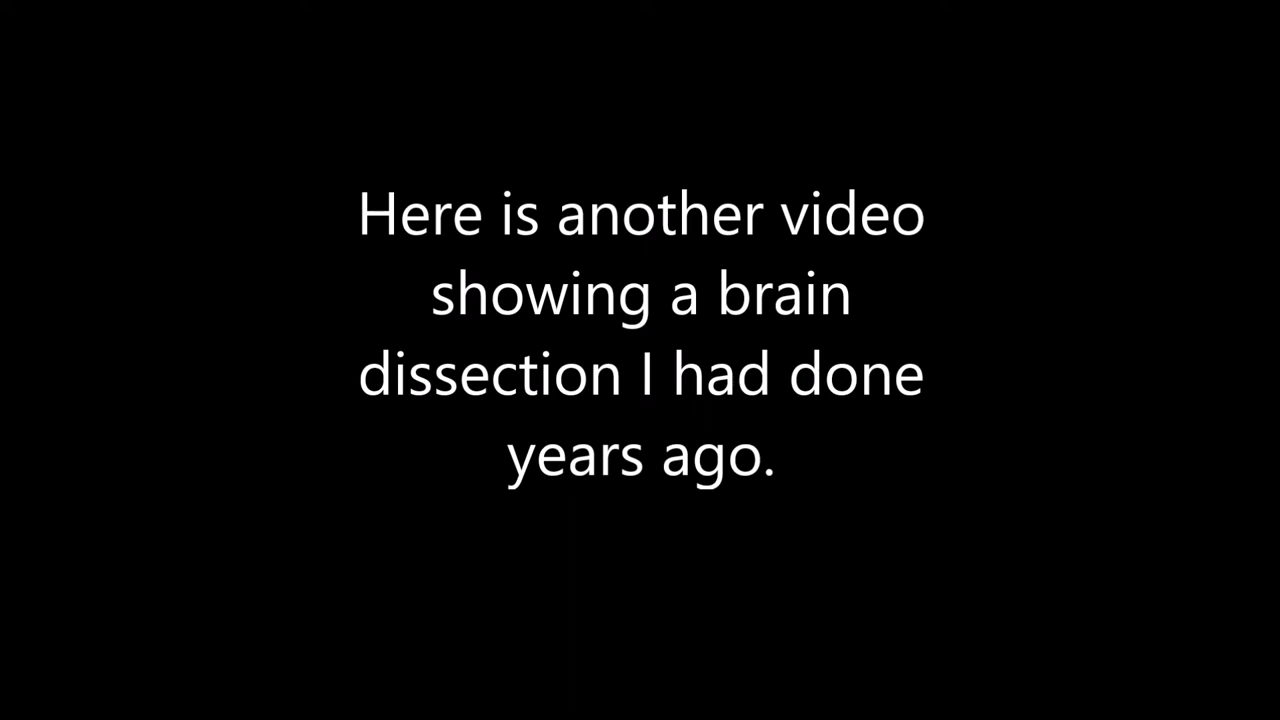 Here is another video
showing a brain
dissection I had done
years ago.